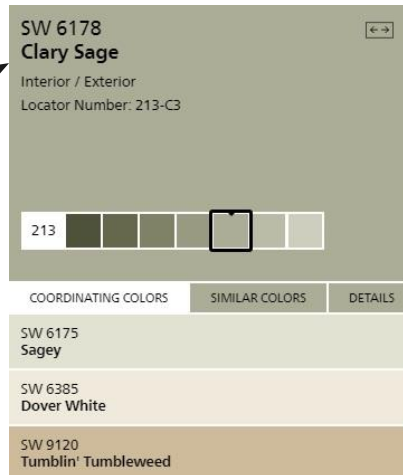 SW 6178
Clary Sage
Interior / Exterior
Locator Number: 213-C3
213
COORDINATING COLORS SIMILAR COLORS DETAILS
SW 6175
Sagey
SW 6385
Dover White
SW 9120
Tumblin' Tumbleweed